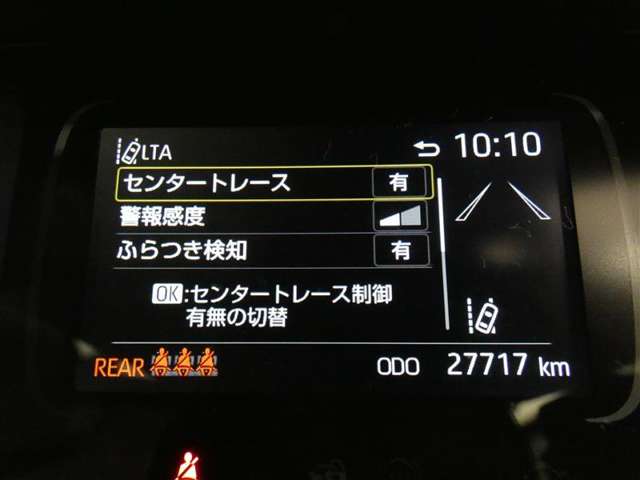 LTA 10:10
センタートレース 有
警報感度
ふらつき検知 有
OK:センタートレース制御
有無の切替
REAR ODO 27717 km